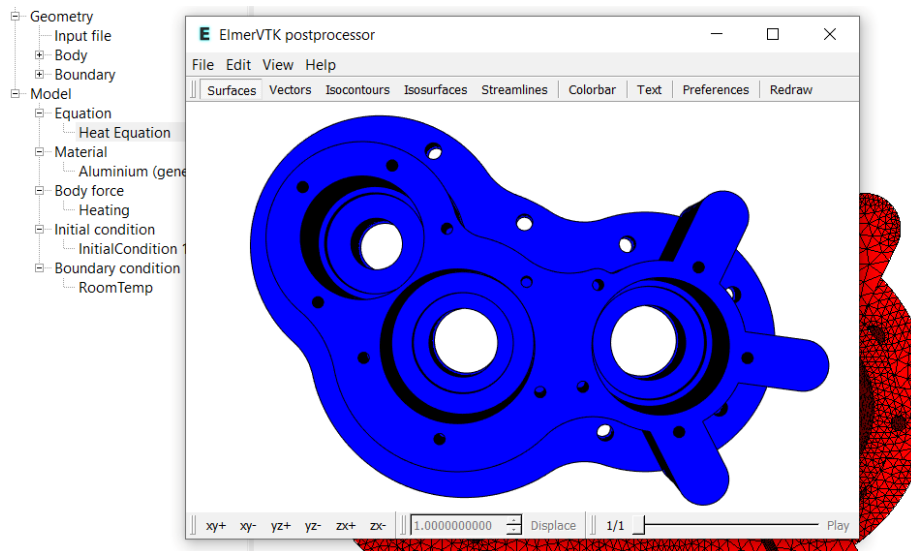 Geometry
Input file
Body
Boundary
Model
Equation
Heat Equation
Material
Aluminium (gene
Body force
Heating
Initial condition
InitialCondition 1
Boundary condition
RoomTemp
E ElmerVTK postprocessor
File Edit View Help
Surfaces Vectors Isocontours Isosurfaces Streamlines Colorbar Text Preferences Redraw
xy+ xy- yz+ yz- zx+ zx- 1.0000000000 Displace 1/1 Play